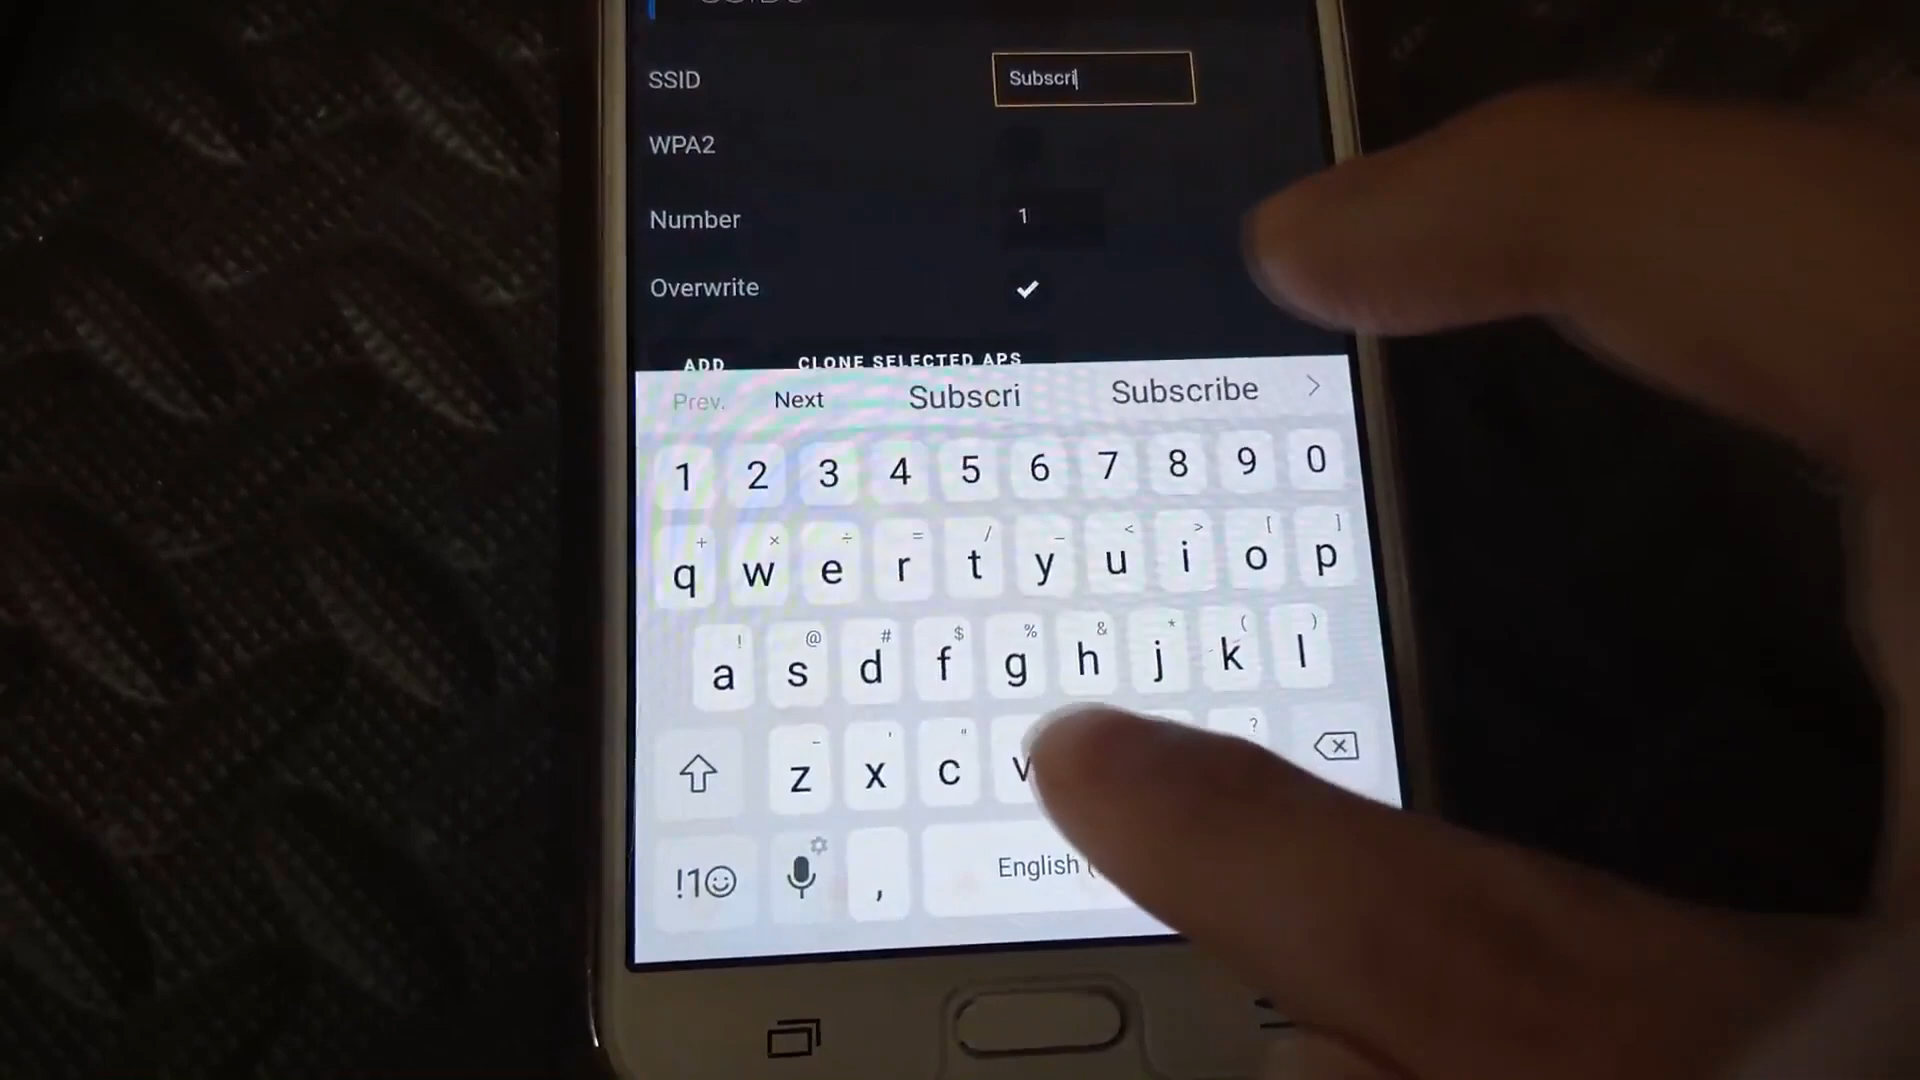 SSID Subscri
WPA2
Number 1
Overwrite
ADD CLONE SELECTED APS
Prev. Next Subscri Subscribe
1 2 3 4 5 6 7 8 9 0
+ × ÷ = / _ < > [ ]
q w e r t y u i o p
! @ # $ % & * ( )
a s d f g h j k l
- ' " ?
z x c v
!1☺ , English (